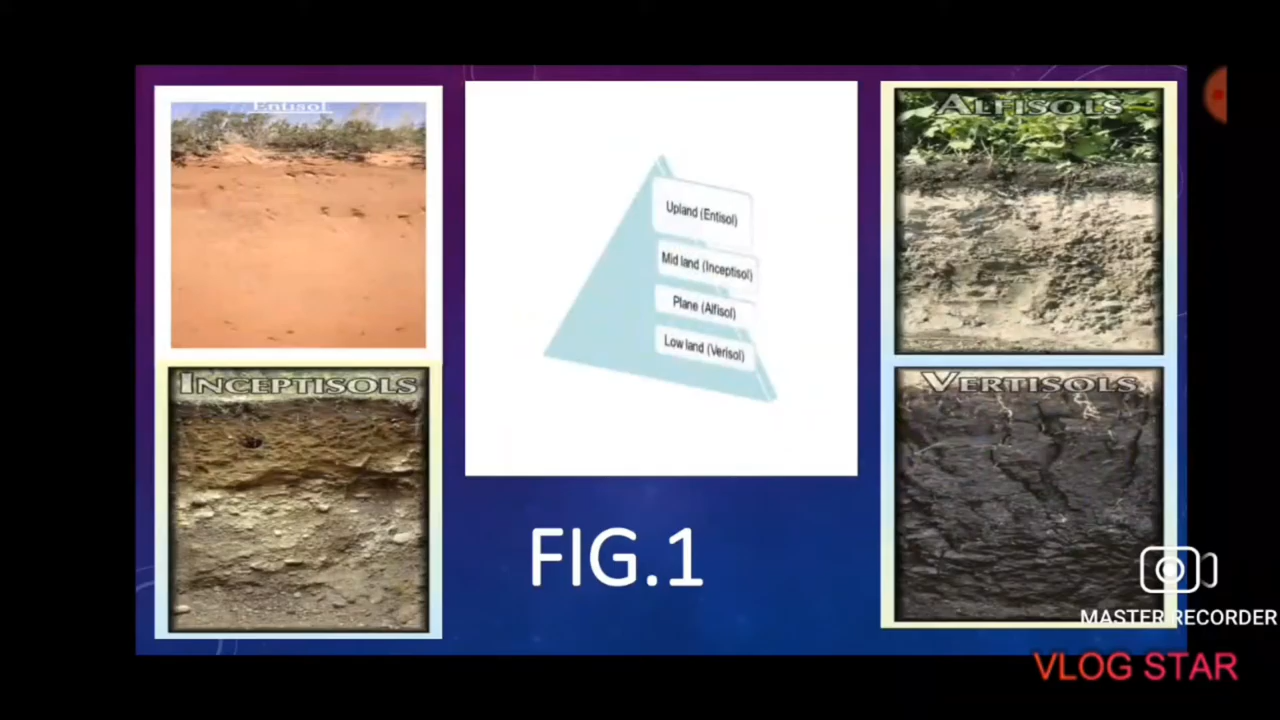 Entisol
INCEPTISOLS
Upland (Entisol)
Mid land (Inceptisol)
Plane (Alfisol)
Low land (Verisol)
FIG.1
ALFISOLS
VERTISOLS
MASTER RECORDER
VLOG STAR